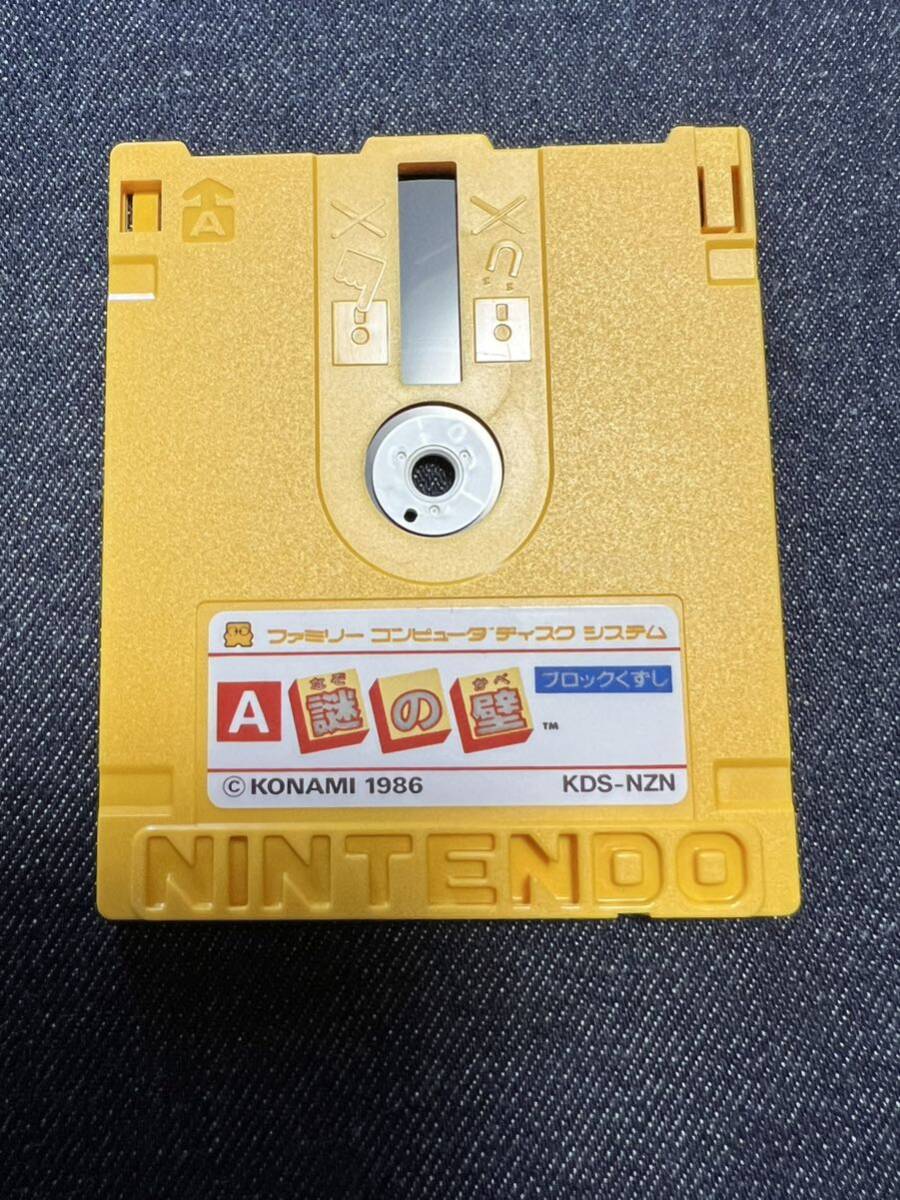 A
ファミリー コンピュータ ディスク システム
A
なぞ かべ
謎の壁 ™
ブロックくずし
© KONAMI 1986 KDS-NZN
NINTENDO